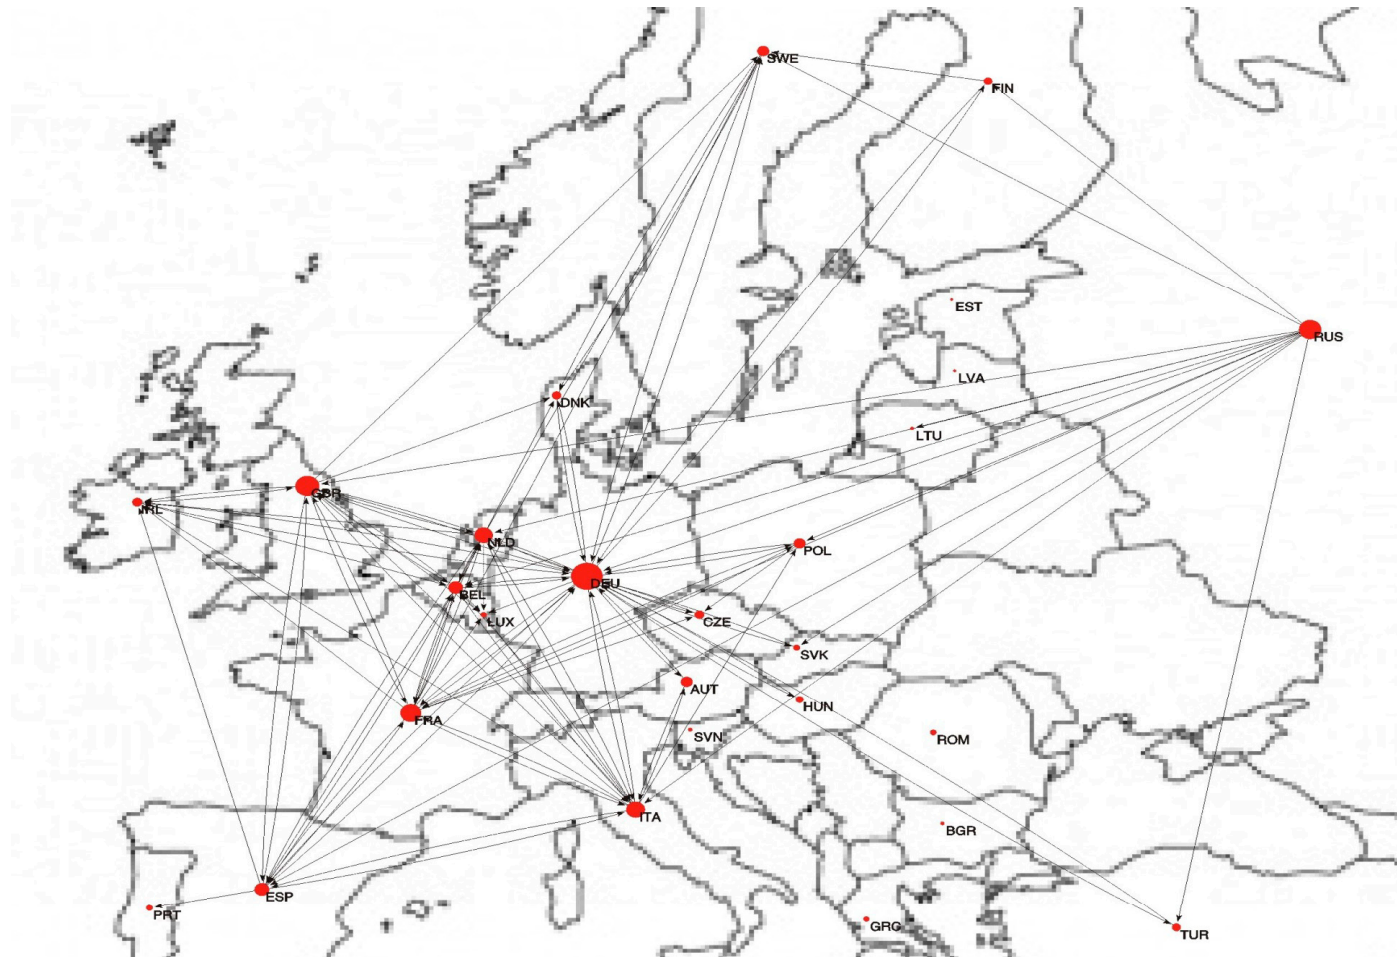 SWE
FIN
EST
RUS
LVA
DNK
LTU
GBR
IRL
NLD
POL
DEU
BEL
LUX
CZE
SVK
AUT
HUN
FRA
SVN
ROM
ITA
BGR
ESP
PRT
GRC
TUR